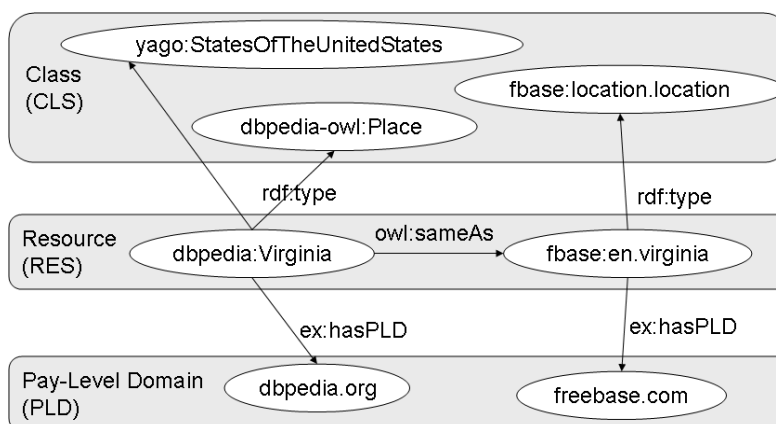 yago:StatesOfTheUnitedStates
Class
(CLS)
fbase:location.location
dbpedia-owl:Place
rdf:type
rdf:type
Resource
(RES)
dbpedia:Virginia
owl:sameAs
fbase:en.virginia
ex:hasPLD
ex:hasPLD
Pay-Level Domain
(PLD)
dbpedia.org
freebase.com